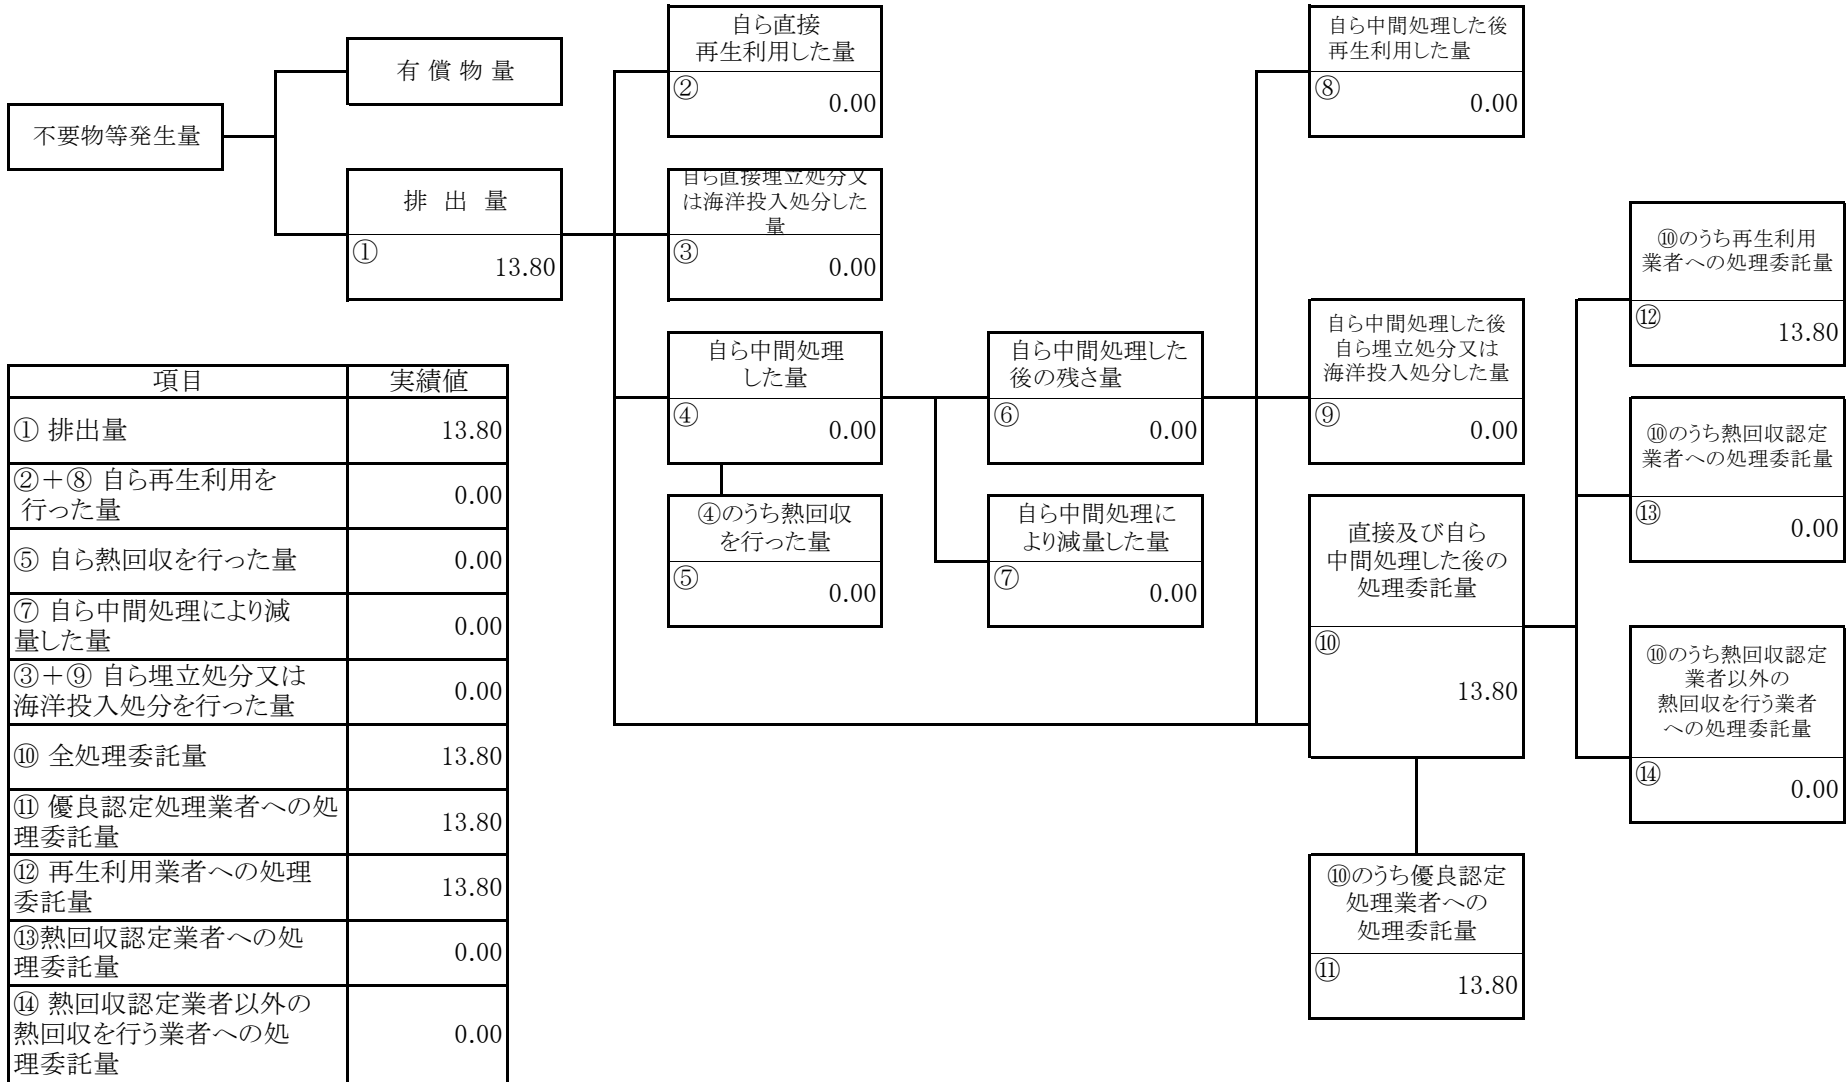 不要物等発生量
有 償 物 量
排 出 量
①
13.80
自ら直接
再生利用した量
②
0.00
自ら直接埋立処分又
は海洋投入処分した
量
③
0.00
自ら中間処理
した量
④
0.00
④のうち熱回収
を行った量
⑤
0.00
自ら中間処理した
後の残さ量
⑥
0.00
自ら中間処理に
より減量した量
⑦
0.00
自ら中間処理した後
再生利用した量
⑧
0.00
自ら中間処理した後
自ら埋立処分又は
海洋投入処分した量
⑨
0.00
直接及び自ら
中間処理した後の
処理委託量
⑩
13.80
⑩のうち優良認定
処理業者への
処理委託量
⑪
13.80
⑩のうち再生利用
業者への処理委託量
⑫
13.80
⑩のうち熱回収認定
業者への処理委託量
⑬
0.00
⑩のうち熱回収認定
業者以外の
熱回収を行う業者
への処理委託量
⑭
0.00
項目 実績値
① 排出量 13.80
②+⑧ 自ら再生利用を
行った量 0.00
⑤ 自ら熱回収を行った量 0.00
⑦ 自ら中間処理により減
量した量 0.00
③+⑨ 自ら埋立処分又は
海洋投入処分を行った量 0.00
⑩ 全処理委託量 13.80
⑪ 優良認定処理業者への処
理委託量 13.80
⑫ 再生利用業者への処理
委託量 13.80
⑬熱回収認定業者への処
理委託量 0.00
⑭ 熱回収認定業者以外の
熱回収を行う業者への処
理委託量 0.00